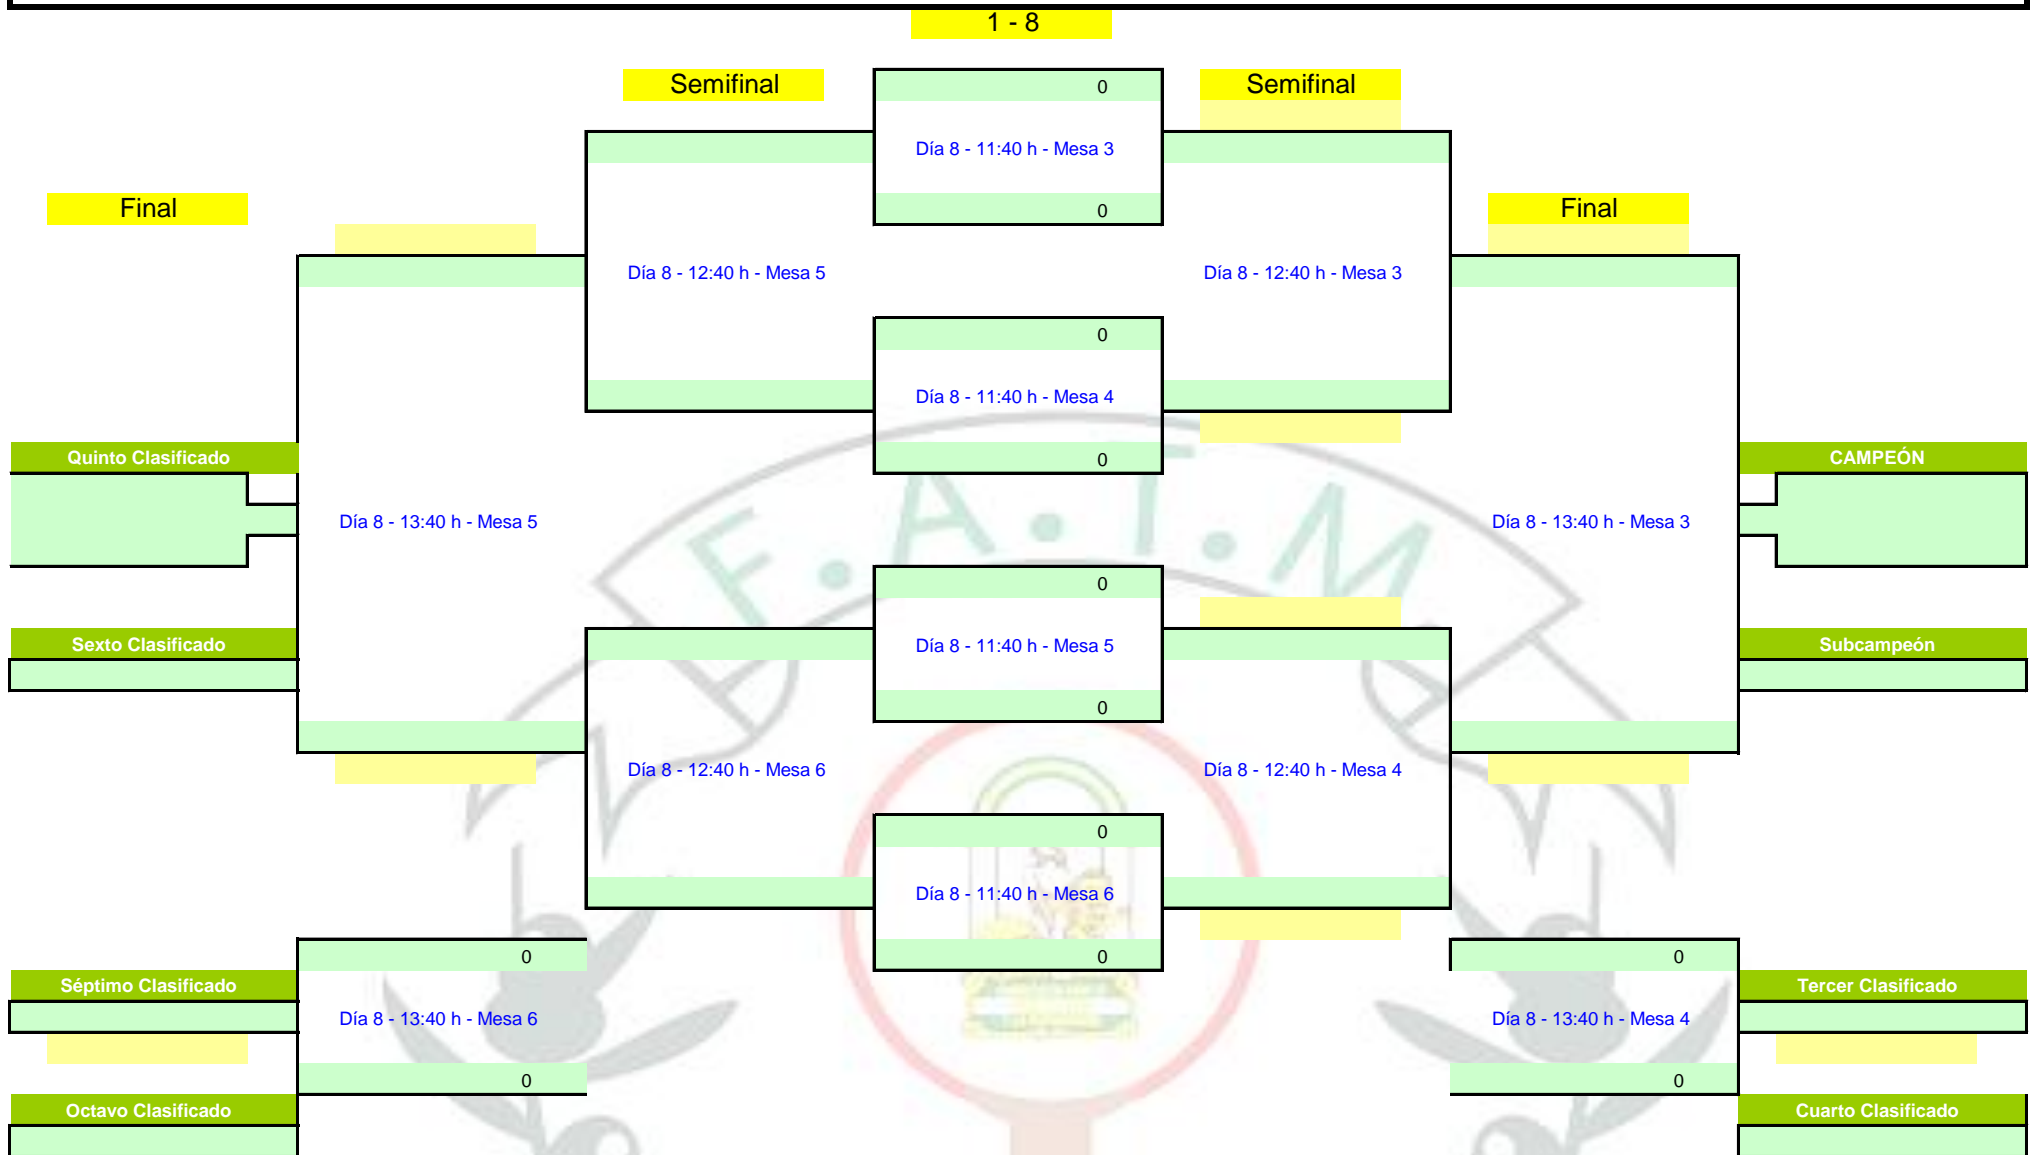 1 - 8
Semifinal
0
Semifinal
Día 8 - 11:40 h - Mesa 3
Final
0
Final
Día 8 - 12:40 h - Mesa 5
Día 8 - 12:40 h - Mesa 3
0
Día 8 - 11:40 h - Mesa 4
Quinto Clasificado
0
CAMPEÓN
F.A.T.M.
Día 8 - 13:40 h - Mesa 5
Día 8 - 13:40 h - Mesa 3
0
Sexto Clasificado
Día 8 - 11:40 h - Mesa 5
Subcampeón
0
Día 8 - 12:40 h - Mesa 6
Día 8 - 12:40 h - Mesa 4
0
Día 8 - 11:40 h - Mesa 6
0
0
0
Séptimo Clasificado
Tercer Clasificado
Día 8 - 13:40 h - Mesa 6
Día 8 - 13:40 h - Mesa 4
0
0
Octavo Clasificado
Cuarto Clasificado